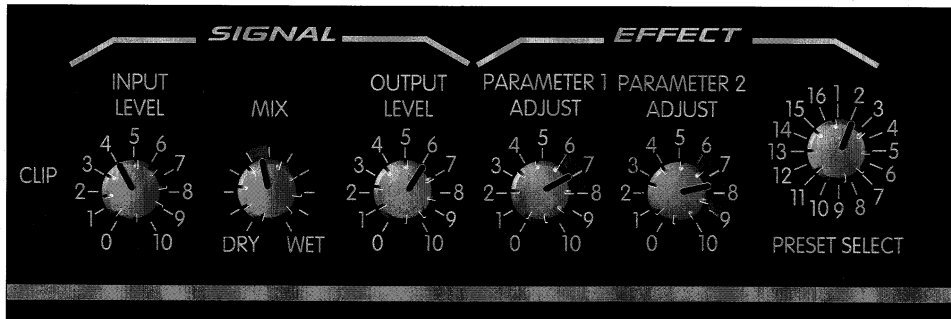 SIGNAL
EFFECT
INPUT LEVEL
MIX
OUTPUT LEVEL
PARAMETER 1 ADJUST
PARAMETER 2 ADJUST
CLIP
0 1 2 3 4 5 6 7 8 9 10
DRY WET
0 1 2 3 4 5 6 7 8 9 10
0 1 2 3 4 5 6 7 8 9 10
0 1 2 3 4 5 6 7 8 9 10
1 2 3 4 5 6 7 8 9 10 11 12 13 14 15 16
PRESET SELECT